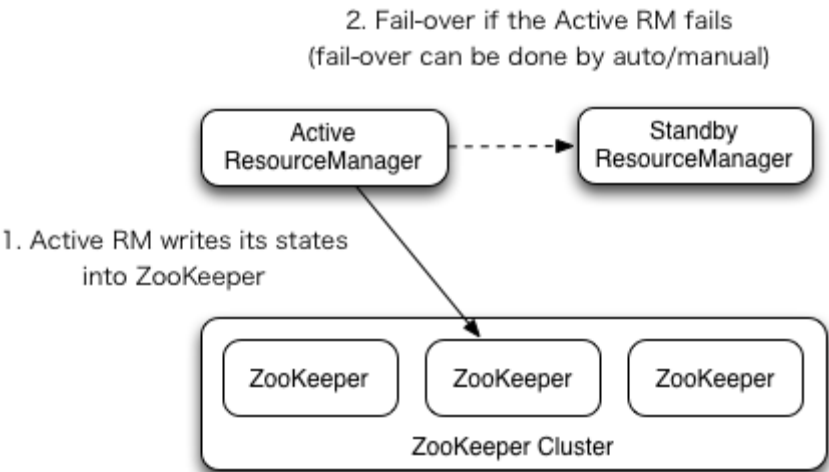 2. Fail-over if the Active RM fails
(fail-over can be done by auto/manual)
Active
ResourceManager
Standby
ResourceManager
1. Active RM writes its states
into ZooKeeper
ZooKeeper
ZooKeeper
ZooKeeper
ZooKeeper Cluster